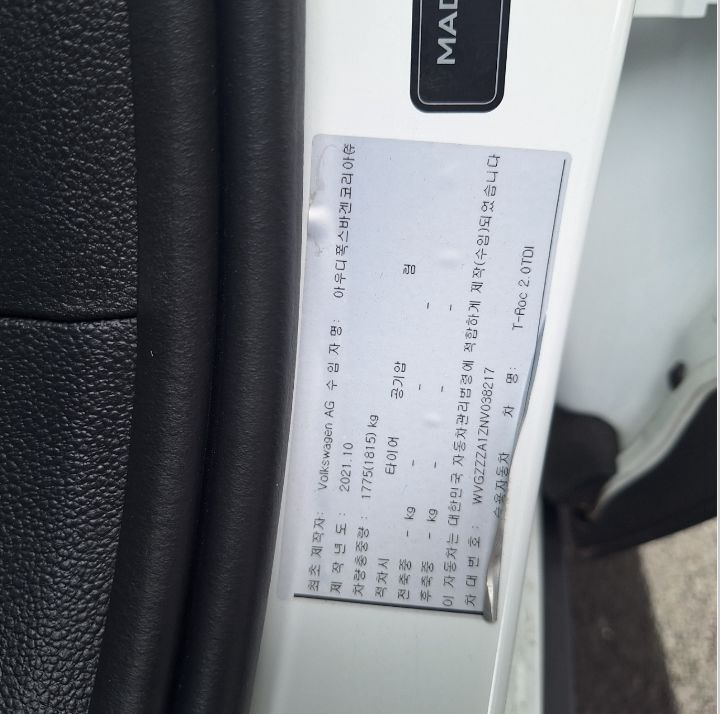 MAD
최초 제작자: Volkswagen AG 수 입 자 명: 아우디폭스바겐코리아㈜
제 작 년 도 : 2021.10
차량총중량 : 1775(1815) kg
적차시 타이어 공기압 림
전축중 - kg - - -
후축중 - kg - - -
이 자동차는 대한민국 자동차관리법령에 적합하게 제작(수입)되었습니다
차 대 번 호 : WVGZZZA1ZNV038217
승용자동차 차 명: T-Roc 2.0TDI